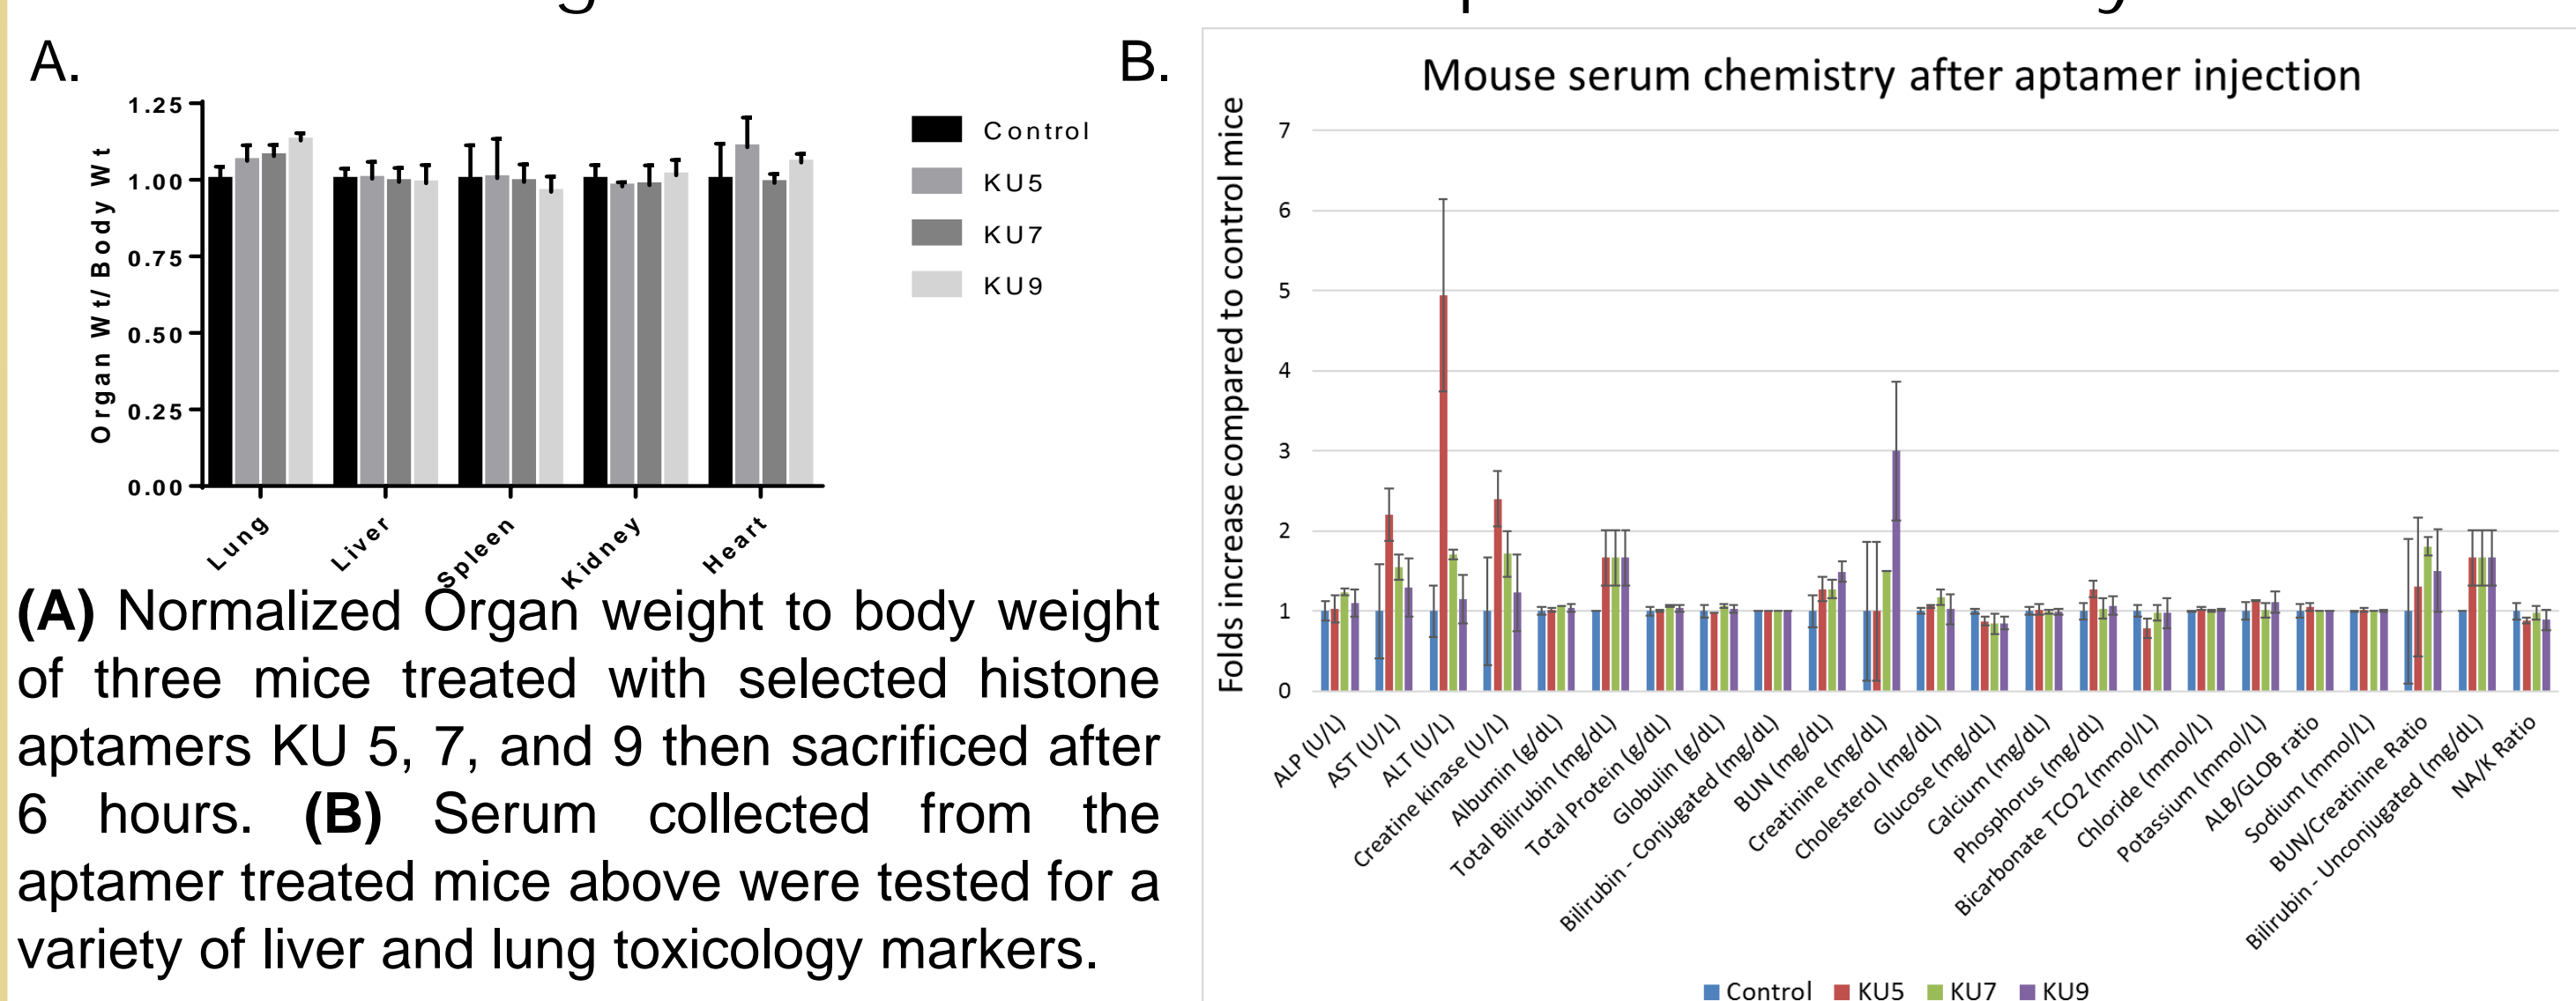 A.
1.25
1.00
0.75
0.50
0.25
0.00
Organ Wt/ Body Wt
Lung
Liver
Spleen
Kidney
Heart
Control
KU5
KU7
KU9
(A) Normalized Organ weight to body weight
of three mice treated with selected histone
aptamers KU 5, 7, and 9 then sacrificed after
6 hours. (B) Serum collected from the
aptamer treated mice above were tested for a
variety of liver and lung toxicology markers.
B.
Mouse serum chemistry after aptamer injection
Folds increase compared to control mice
7
6
5
4
3
2
1
0
ALP (U/L)
AST (U/L)
ALT (U/L)
Creatine kinase (U/L)
Albumin (g/dL)
Total Bilirubin (mg/dL)
Total Protein (g/dL)
Globulin (g/dL)
Bilirubin - Conjugated (mg/dL)
BUN (mg/dL)
Creatinine (mg/dL)
Cholesterol (mg/dL)
Glucose (mg/dL)
Calcium (mg/dL)
Phosphorus (mg/dL)
Bicarbonate TCO2 (mmol/L)
Chloride (mmol/L)
Potassium (mmol/L)
ALB/GLOB ratio
Sodium (mmol/L)
BUN/Creatinine Ratio
Bilirubin - Unconjugated (mg/dL)
NA/K Ratio
Control KU5 KU7 KU9